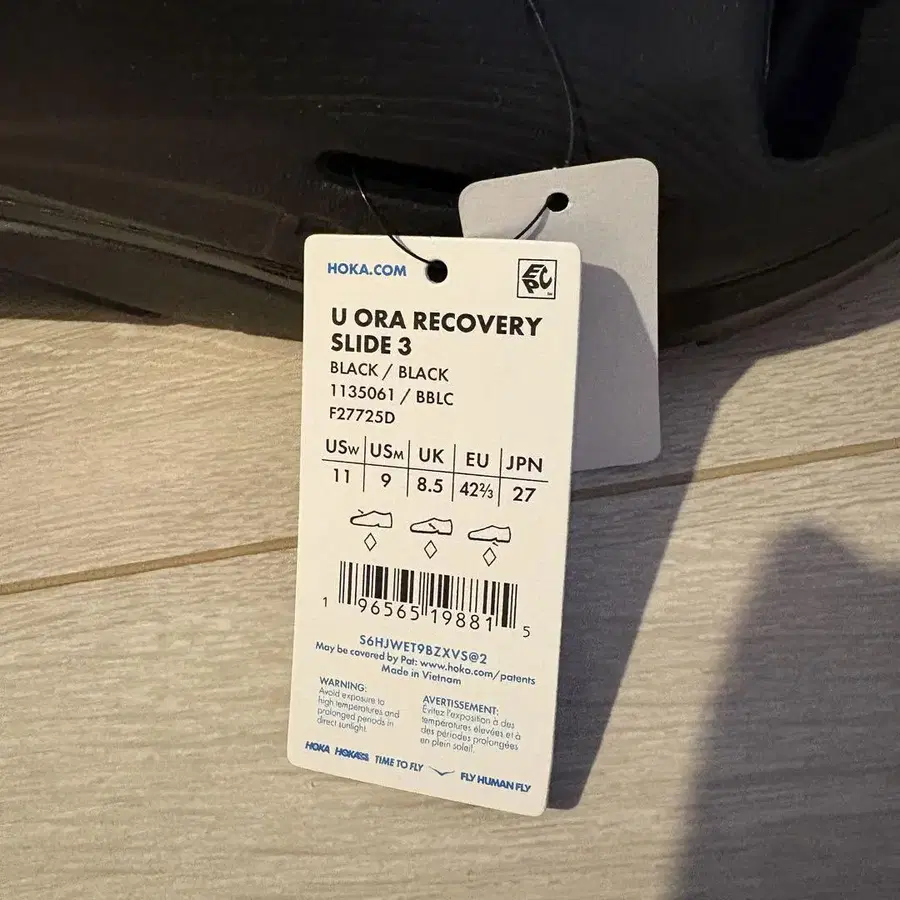 HOKA.COM
EPC
U ORA RECOVERY
SLIDE 3
BLACK / BLACK
1135061 / BBLC
F27725D
USW USM UK EU JPN
11 9 8.5 42⅔ 27
1 96565 19881 5
S6HJWET9BZXVS@2
May be covered by Pat: www.hoka.com/patents
Made in Vietnam
WARNING:
Avoid exposure to
high temperatures and
prolonged periods in
direct sunlight.
AVERTISSEMENT:
Évitez l'exposition à des
températures élevées et à
des périodes prolongées
en plein soleil.
HOKA HOKA TIME TO FLY FLY HUMAN FLY